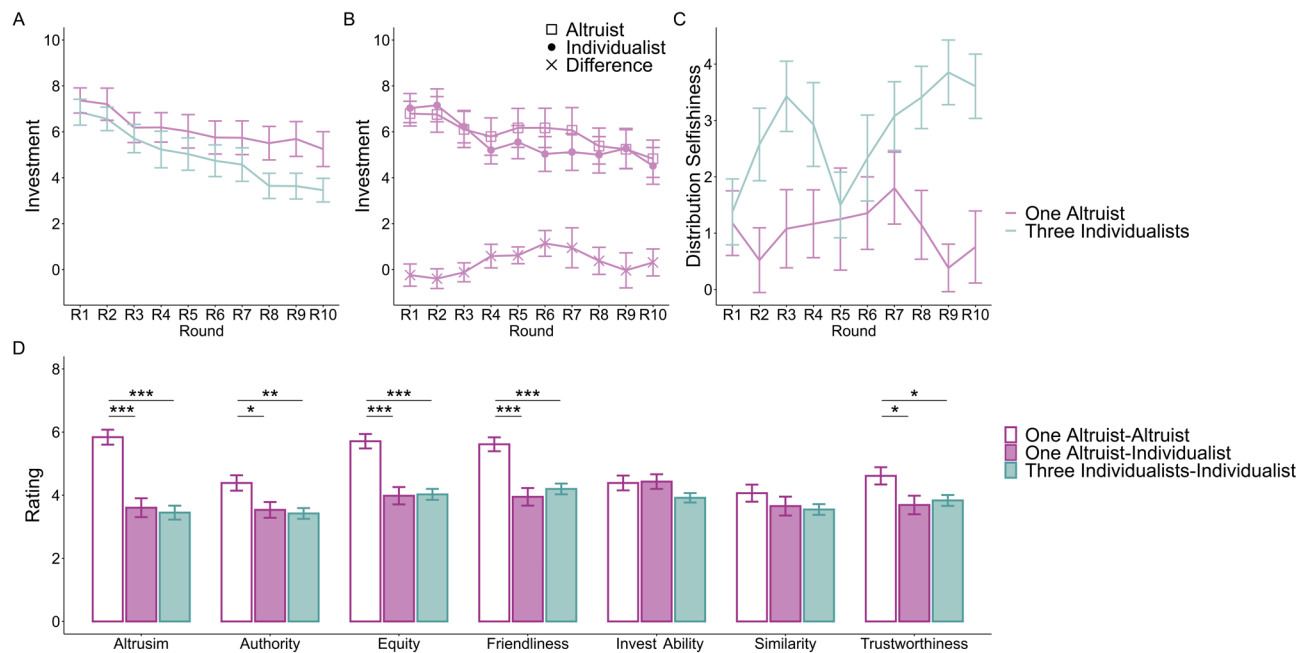 A
B
C
Altruist
Individualist
Difference
10
8
6
4
2
0
Investment
R1 R2 R3 R4 R5 R6 R7 R8 R9 R10
Round
10
8
6
4
2
0
Investment
R1 R2 R3 R4 R5 R6 R7 R8 R9 R10
Round
4
3
2
1
0
Distribution Selfishiness
R1 R2 R3 R4 R5 R6 R7 R8 R9 R10
Round
One Altruist
Three Individualists
D
8
6
4
2
0
Rating
*** ** *** *** *
*** * *** *** *
Altrusim Authority Equity Friendliness Invest Ability Similarity Trustworthiness
One Altruist-Altruist
One Altruist-Individualist
Three Individualists-Individualist